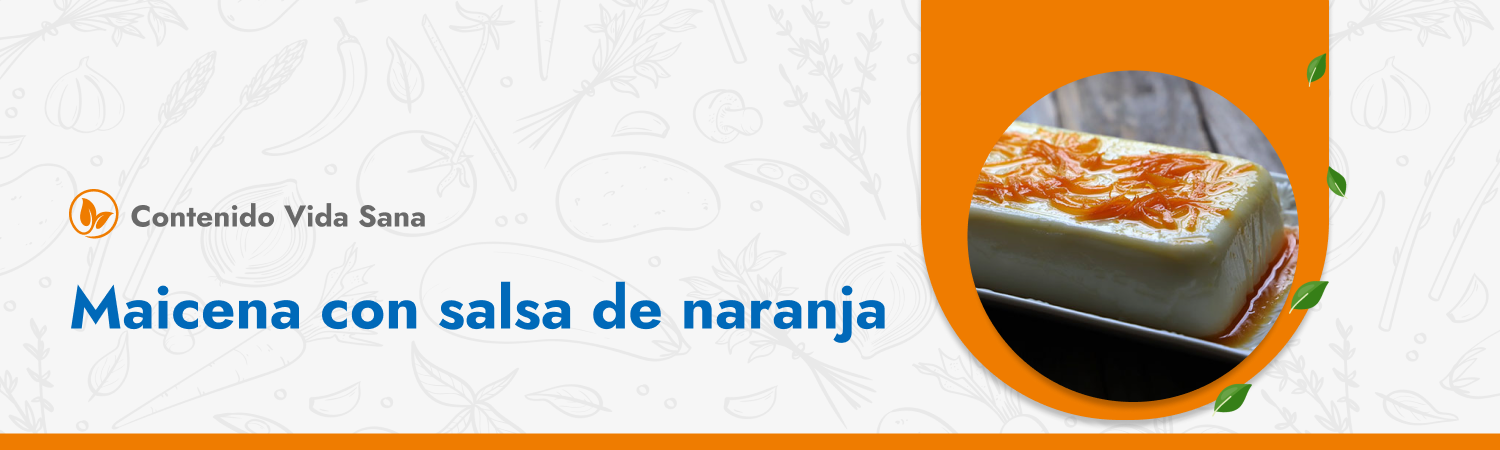 Contenido Vida Sana
Maicena con salsa de naranja